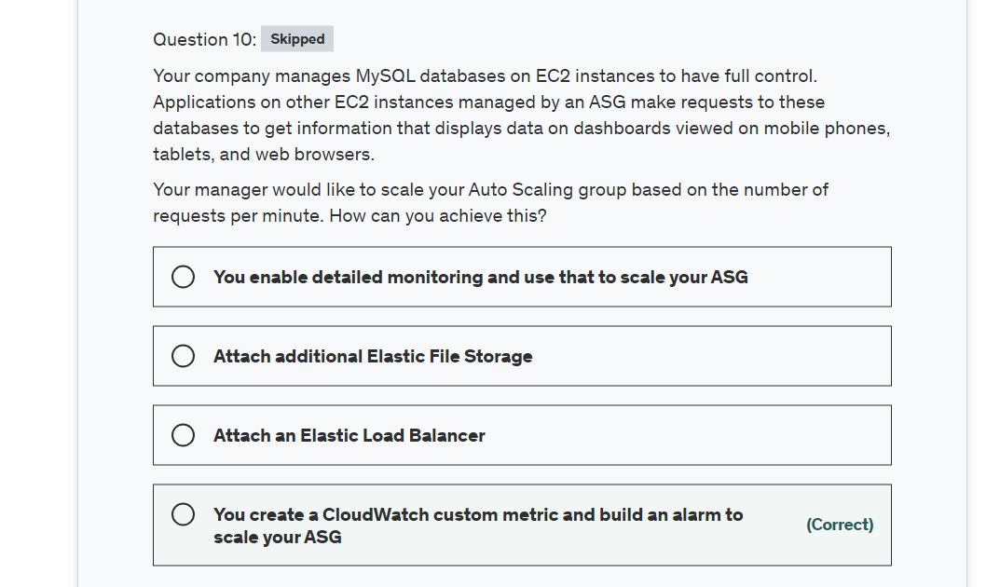 Question 10: Skipped
Your company manages MySQL databases on EC2 instances to have full control.
Applications on other EC2 instances managed by an ASG make requests to these
databases to get information that displays data on dashboards viewed on mobile phones,
tablets, and web browsers.
Your manager would like to scale your Auto Scaling group based on the number of
requests per minute. How can you achieve this?
You enable detailed monitoring and use that to scale your ASG
Attach additional Elastic File Storage
Attach an Elastic Load Balancer
You create a CloudWatch custom metric and build an alarm to
scale your ASG
(Correct)